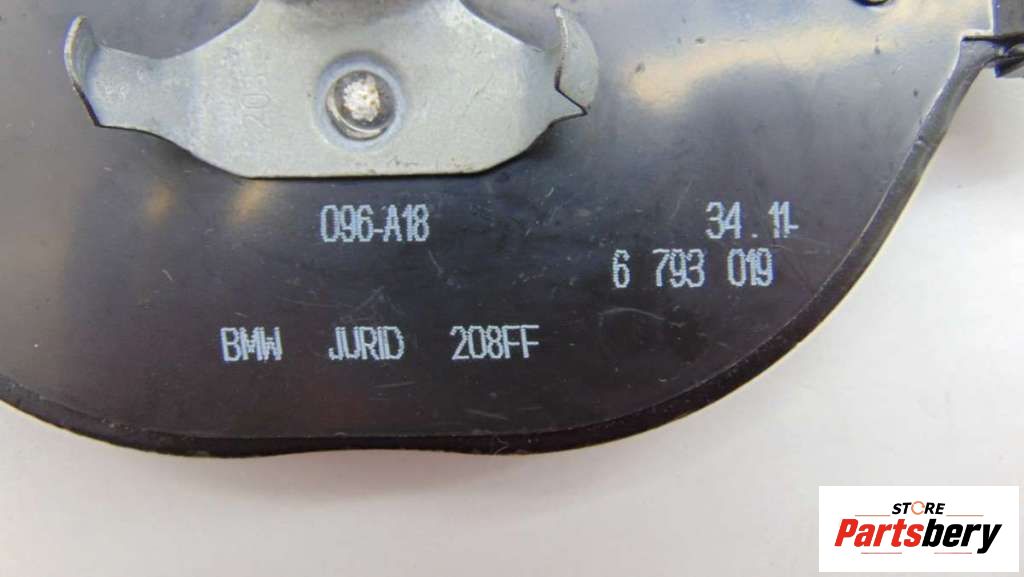 096-A18
34.11-
6 793 019
BMW JURID 208FF
STORE
Partsbery